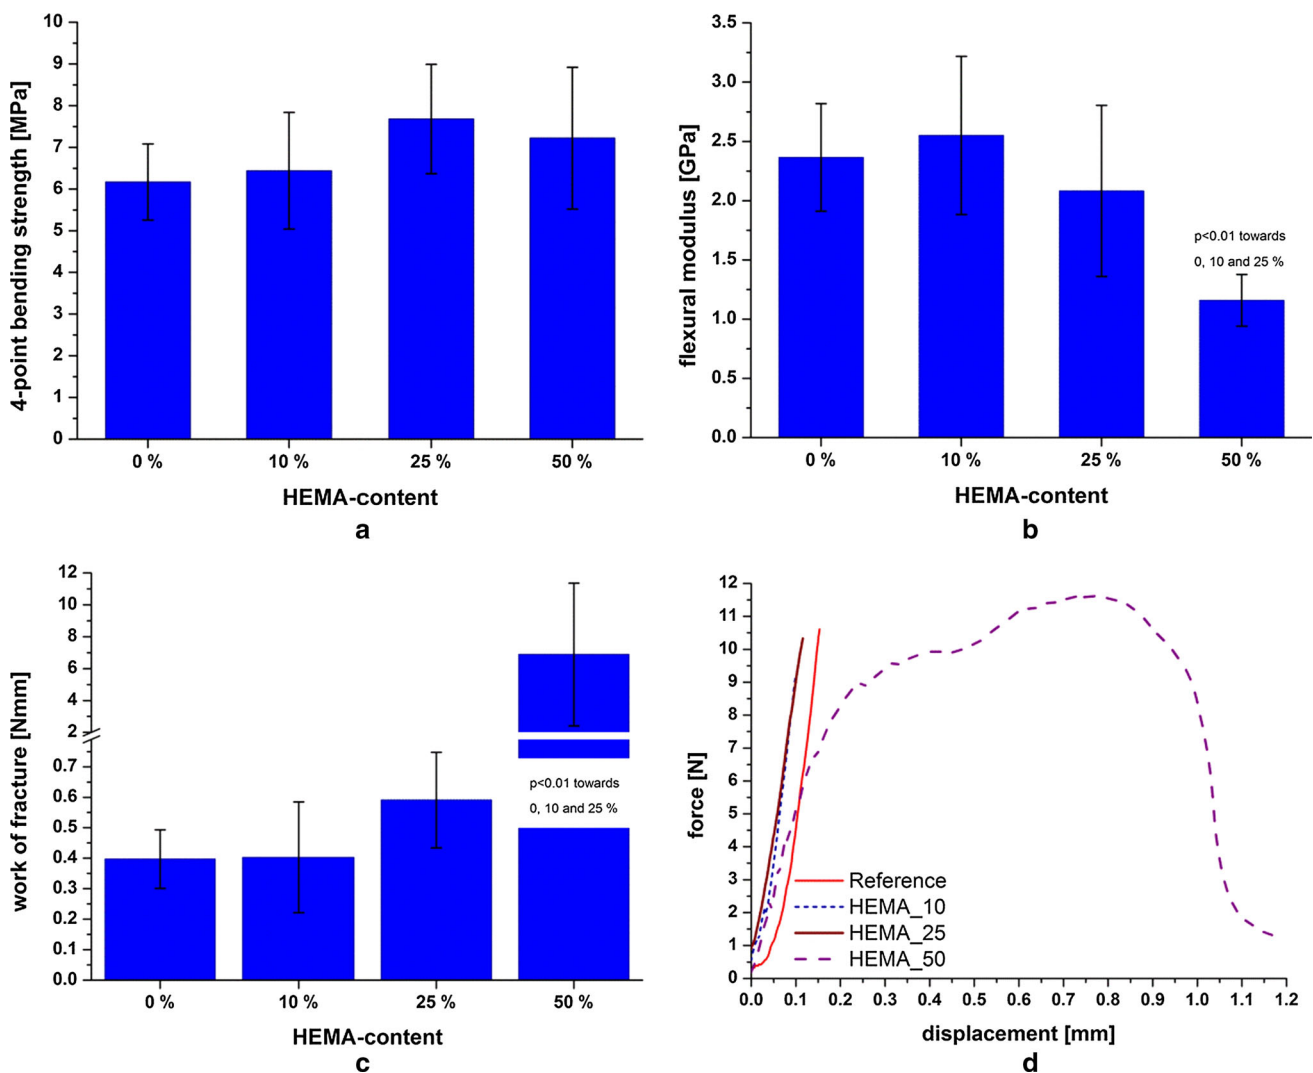 10
9
8
7
6
5
4
3
2
1
0
4-point bending strength [MPa]
0 %
10 %
25 %
50 %
HEMA-content
a
3.5
3.0
2.5
2.0
1.5
1.0
0.5
0.0
flexural modulus [GPa]
p<0.01 towards
0, 10 and 25 %
0 %
10 %
25 %
50 %
HEMA-content
b
12
10
8
6
4
2
0.7
0.6
0.5
0.4
0.3
0.2
0.1
0.0
work of fracture [Nmm]
p<0.01 towards
0, 10 and 25 %
0 %
10 %
25 %
50 %
HEMA-content
c
12
11
10
9
8
7
6
5
4
3
2
1
0
force [N]
Reference
HEMA_10
HEMA_25
HEMA_50
0.0 0.1 0.2 0.3 0.4 0.5 0.6 0.7 0.8 0.9 1.0 1.1 1.2
displacement [mm]
d